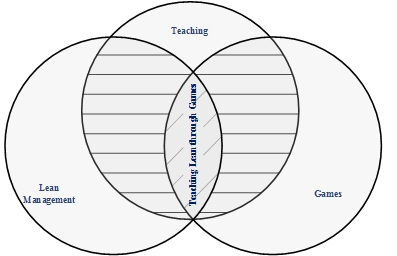 Teaching
Teaching Lean through Games
Lean
Management
Games